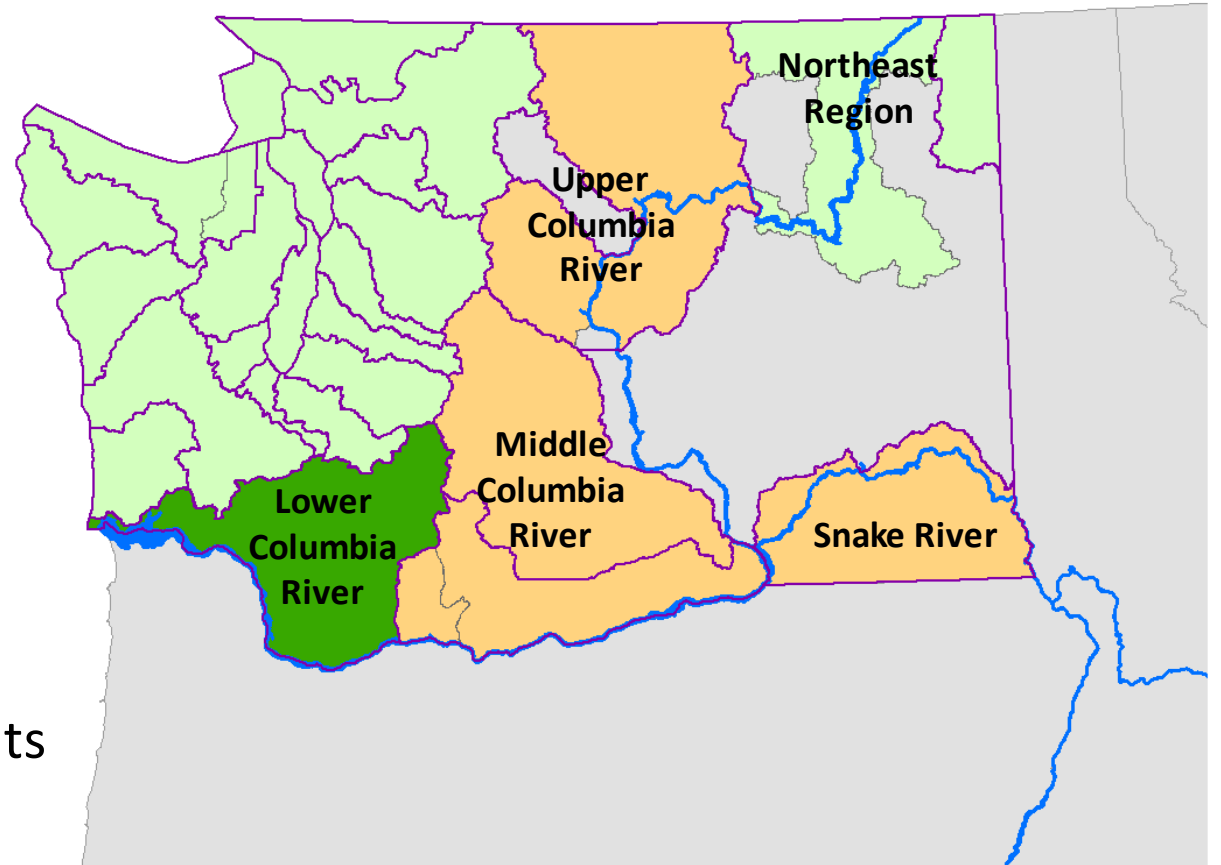 Northeast
Region
Upper
Columbia
River
Middle
Columbia
River
Lower
Columbia
River
Snake River
ts